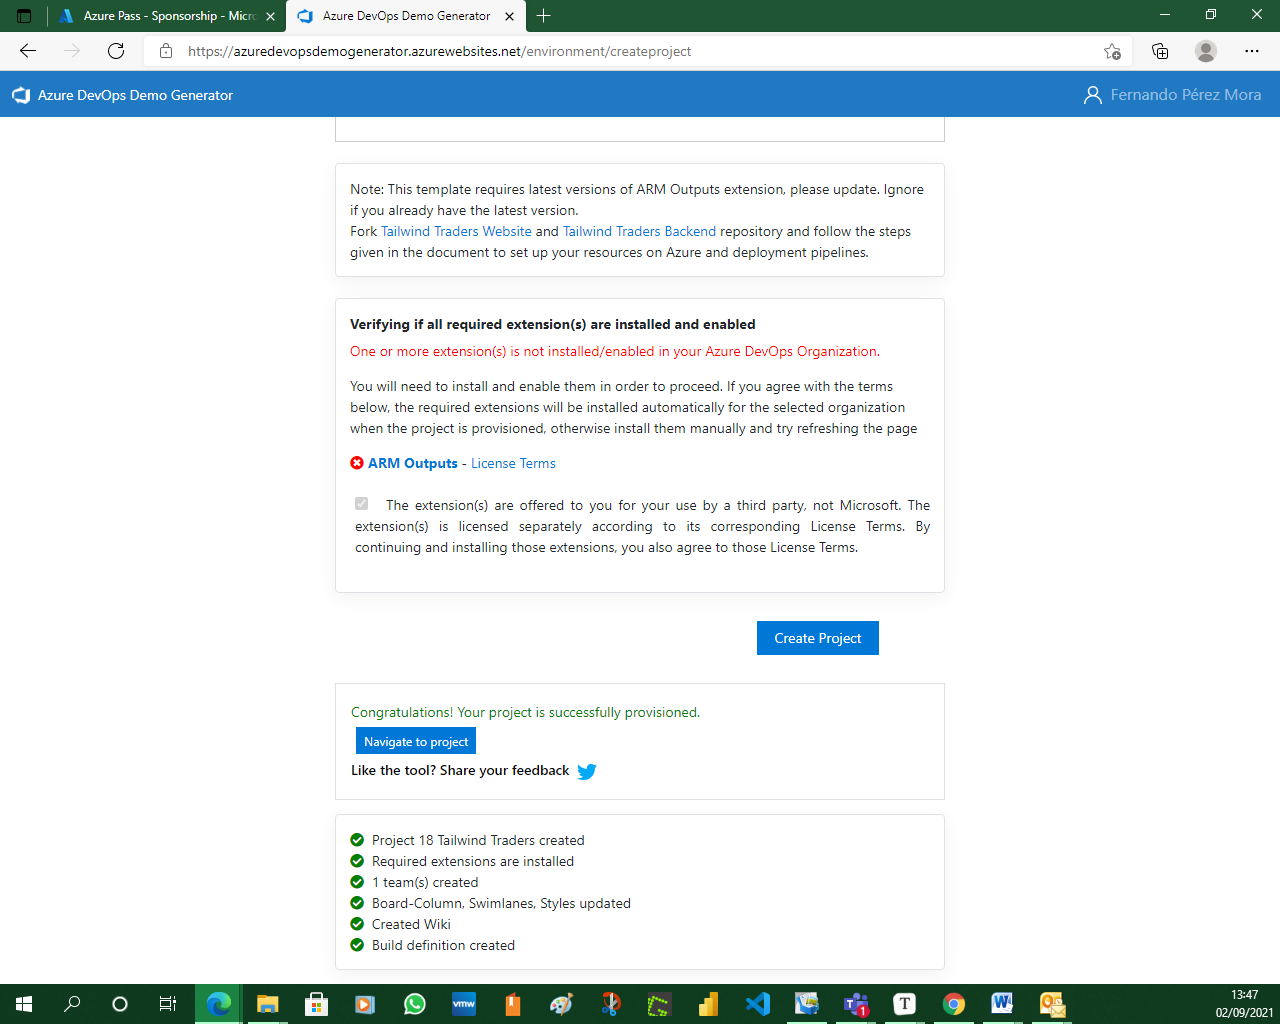 Azure Pass - Sponsorship - Micro
Azure DevOps Demo Generator
https://azuredevopsdemogenerator.azurewebsites.net/environment/createproject
Azure DevOps Demo Generator
Fernando Pérez Mora
Note: This template requires latest versions of ARM Outputs extension, please update. Ignore
if you already have the latest version.
Fork Tailwind Traders Website and Tailwind Traders Backend repository and follow the steps
given in the document to set up your resources on Azure and deployment pipelines.
Verifying if all required extension(s) are installed and enabled
One or more extension(s) is not installed/enabled in your Azure DevOps Organization.
You will need to install and enable them in order to proceed. If you agree with the terms
below, the required extensions will be installed automatically for the selected organization
when the project is provisioned, otherwise install them manually and try refreshing the page
ARM Outputs - License Terms
The extension(s) are offered to you for your use by a third party, not Microsoft. The
extension(s) is licensed separately according to its corresponding License Terms. By
continuing and installing those extensions, you also agree to those License Terms.
Create Project
Congratulations! Your project is successfully provisioned.
Navigate to project
Like the tool? Share your feedback
Project 18 Tailwind Traders created
Required extensions are installed
1 team(s) created
Board-Column, Swimlanes, Styles updated
Created Wiki
Build definition created
vmw
1
T
W
13:47
02/09/2021